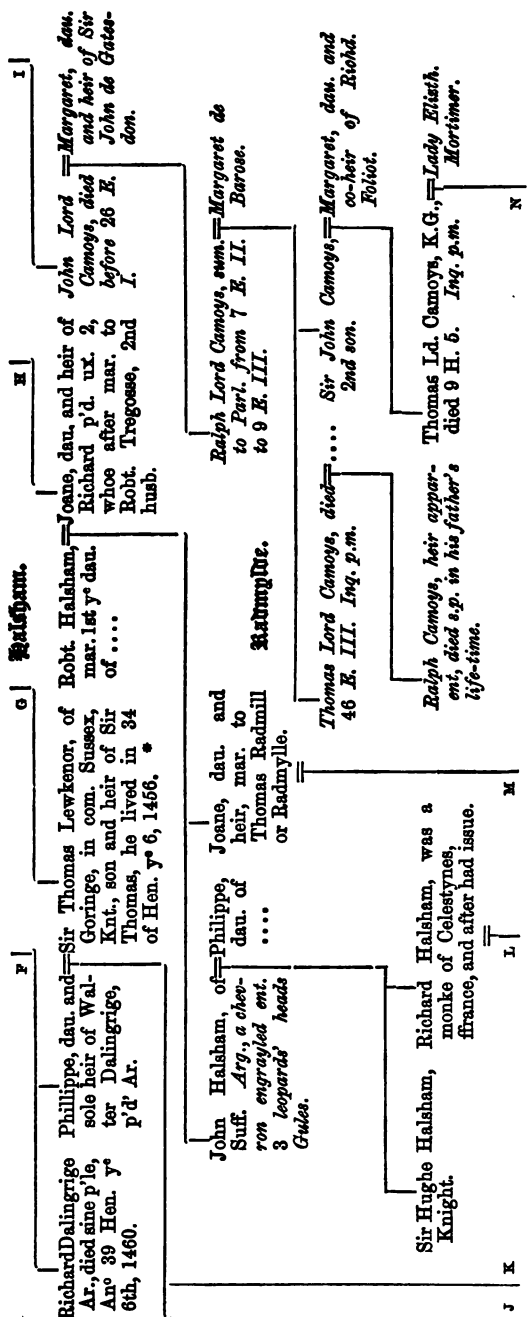 F
G
H
I
Halsham.
Richard Dalingrige
Ar., died sine p'le,
Anº 39 Hen. yᵉ
6th, 1460.
Phillippe, dau. and
sole heir of Wal-
ter Dalingrige,
p'd' Ar.
Sir Thomas Lewkenor, of
Goringe, in com. Sussex,
Knt., son and heir of Sir
Thomas, he lived in 34
of Hen. yᵉ 6, 1456. *
Robt. Halsham,
mar. 1st yᵉ dau.
of ....
Joane, dau. and heir of
Richard p'd. ux. 2,
whoe after mar. to
Robt. Tregosse, 2nd
husb.
John Lord
Camoys, died
before 26 E.
I.
Margaret, dau.
and heir of Sir
John de Gates-
don.
John Halsham, of
Suff. Arg., a chev-
ron engrayled ent.
3 leopards' heads
Gules.
Philippe,
dau. of
....
Joane, dau. and
heir, mar. to
Thomas Radmill
or Radmylle.
Radmylle.
Ralph Lord Camoys, sum.
to Parl. from 7 E. II.
to 9 E. III.
Margaret de
Barose.
Thomas Lord Camoys, died
46 E. III. Inq. p.m.
....
Sir John Camoys,
2nd son.
Margaret, dau. and
co-heir of Richd.
Foliot.
Sir Hughe Halsham,
Knight.
Richard Halsham, was a
monke of Celestynes,
ffrance, and after had issue.
Ralph Camoys, heir appar-
ent, died s.p. in his father's
life-time.
Thomas Ld. Camoys, K.G.,
died 9 H. 5. Inq. p.m.
Lady Elisth.
Mortimer.
J
K
L
M
N